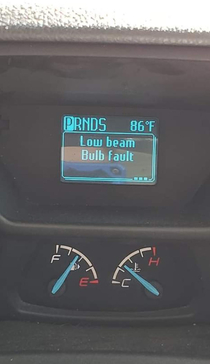 PRNDS 86°F
Low beam
Bulb fault
F E C H